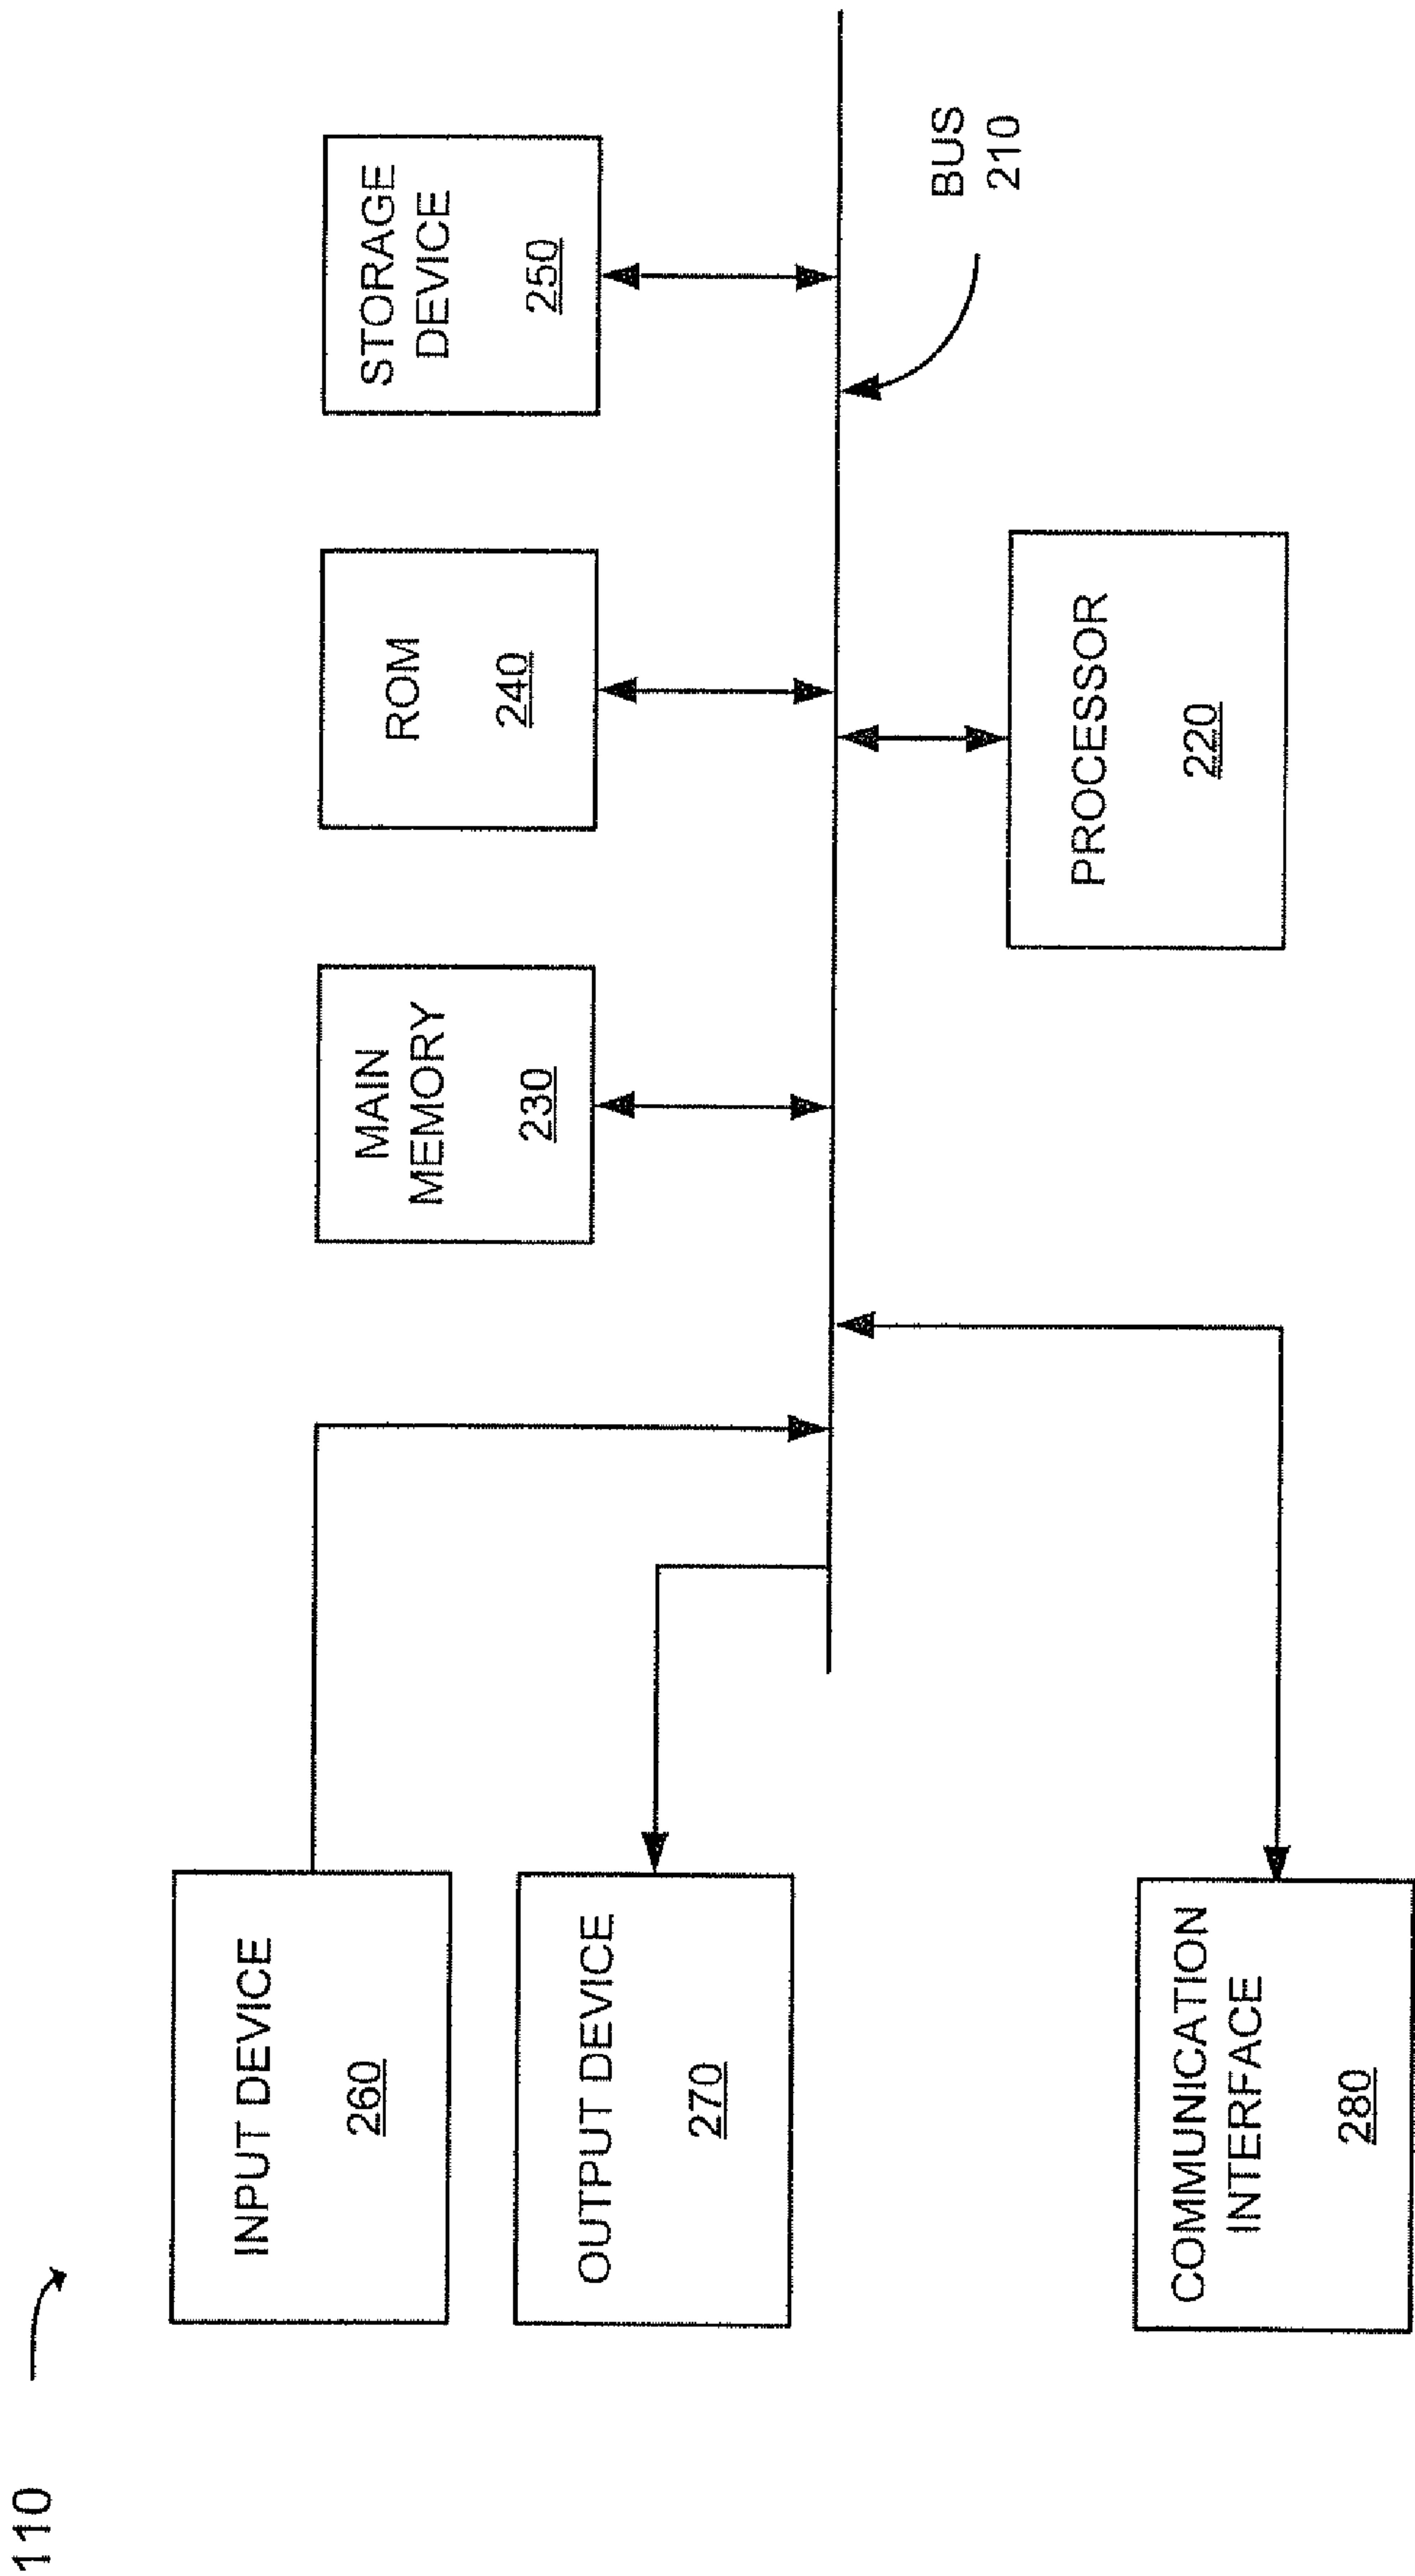 110
INPUT DEVICE
260
OUTPUT DEVICE
270
COMMUNICATION
INTERFACE
280
MAIN
MEMORY
230
ROM
240
STORAGE
DEVICE
250
PROCESSOR
220
BUS
210